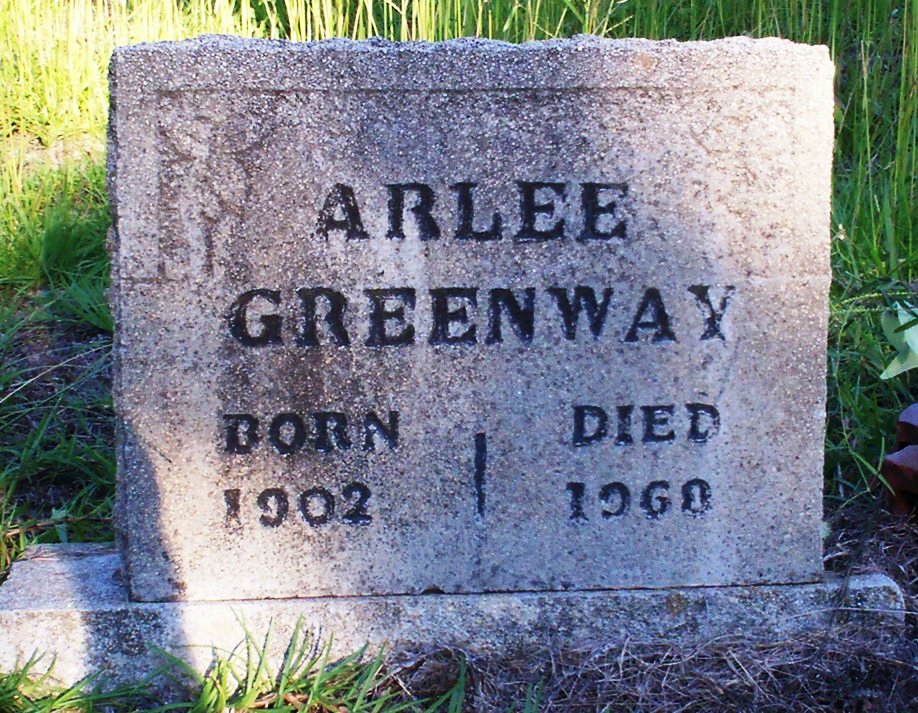 ARLEE
GREENWAY
BORN DIED
1902 1960